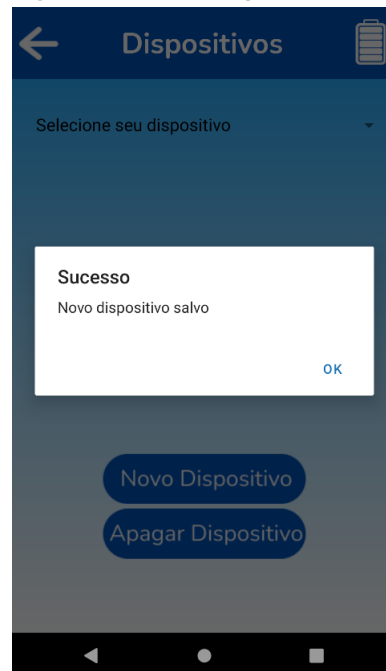 Dispositivos
Selecione seu dispositivo
Sucesso
Novo dispositivo salvo
OK
Novo Dispositivo
Apagar Dispositivo